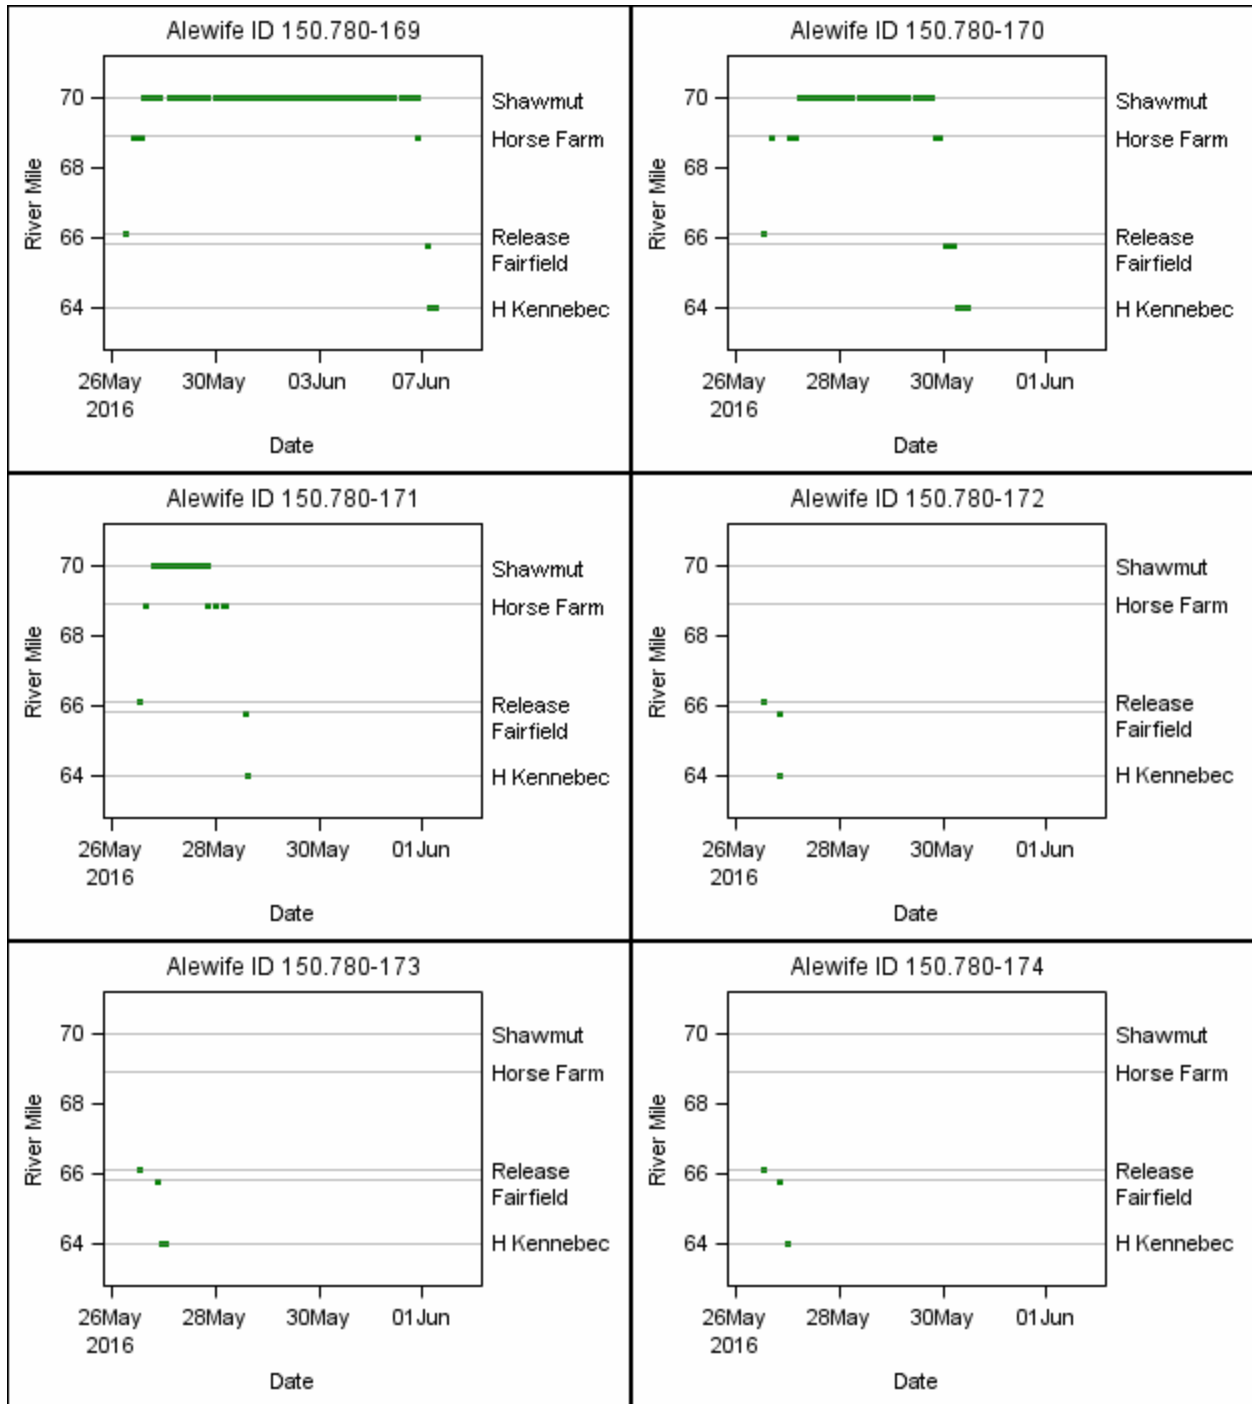 Alewife ID 150.780-169
70
68
66
64
River Mile
Shawmut
Horse Farm
Release
Fairfield
H Kennebec
26May 30May 03Jun 07Jun
2016
Date
Alewife ID 150.780-170
70
68
66
64
River Mile
Shawmut
Horse Farm
Release
Fairfield
H Kennebec
26May 28May 30May 01Jun
2016
Date
Alewife ID 150.780-171
70
68
66
64
River Mile
Shawmut
Horse Farm
Release
Fairfield
H Kennebec
26May 28May 30May 01Jun
2016
Date
Alewife ID 150.780-172
70
68
66
64
River Mile
Shawmut
Horse Farm
Release
Fairfield
H Kennebec
26May 28May 30May 01Jun
2016
Date
Alewife ID 150.780-173
70
68
66
64
River Mile
Shawmut
Horse Farm
Release
Fairfield
H Kennebec
26May 28May 30May 01Jun
2016
Date
Alewife ID 150.780-174
70
68
66
64
River Mile
Shawmut
Horse Farm
Release
Fairfield
H Kennebec
26May 28May 30May 01Jun
2016
Date